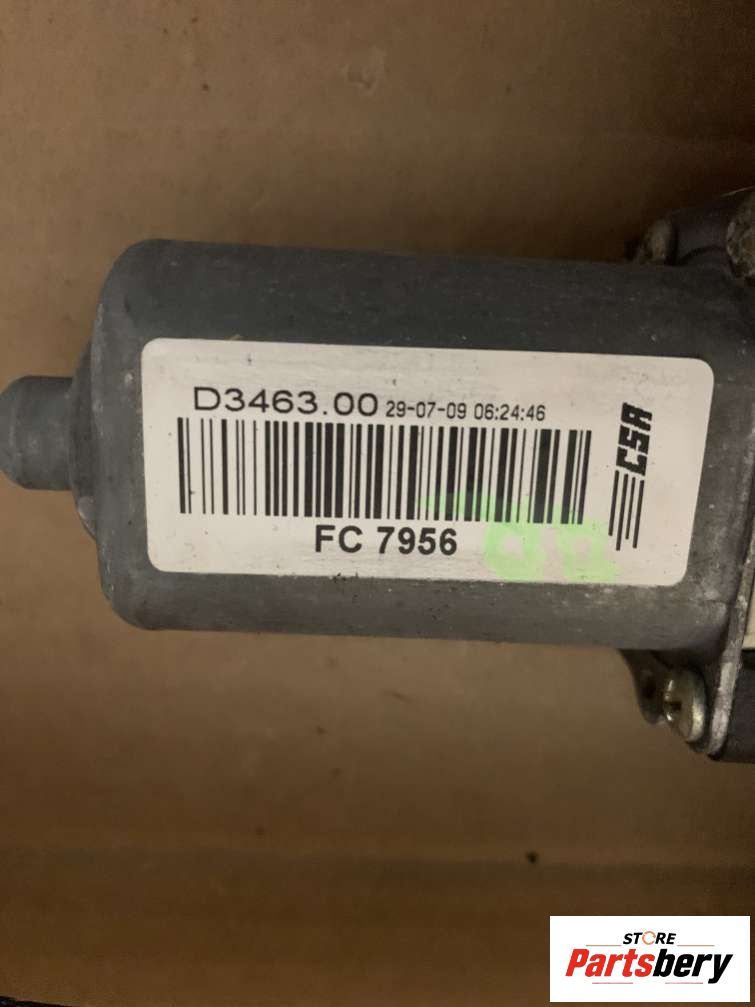 D3463.00 29-07-09 06:24:46
CSA
FC 7956
STORE
Partsbery